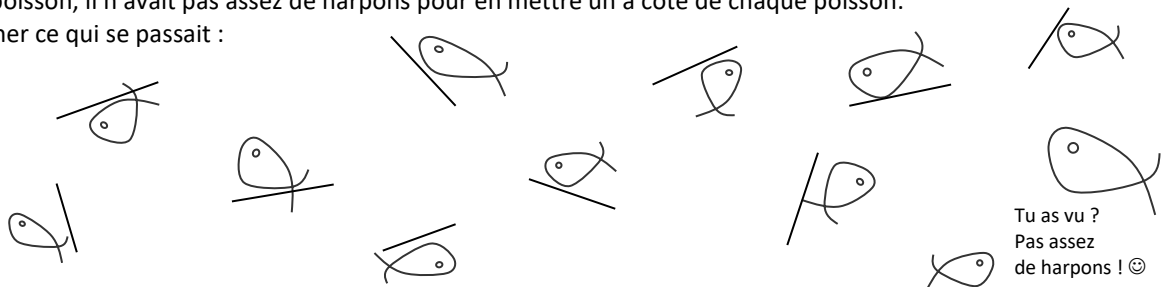 poisson, il n'avait pas assez de harpons pour en mettre un à côté de chaque poisson.
ner ce qui se passait :
Tu as vu ?
Pas assez
de harpons ! ☺